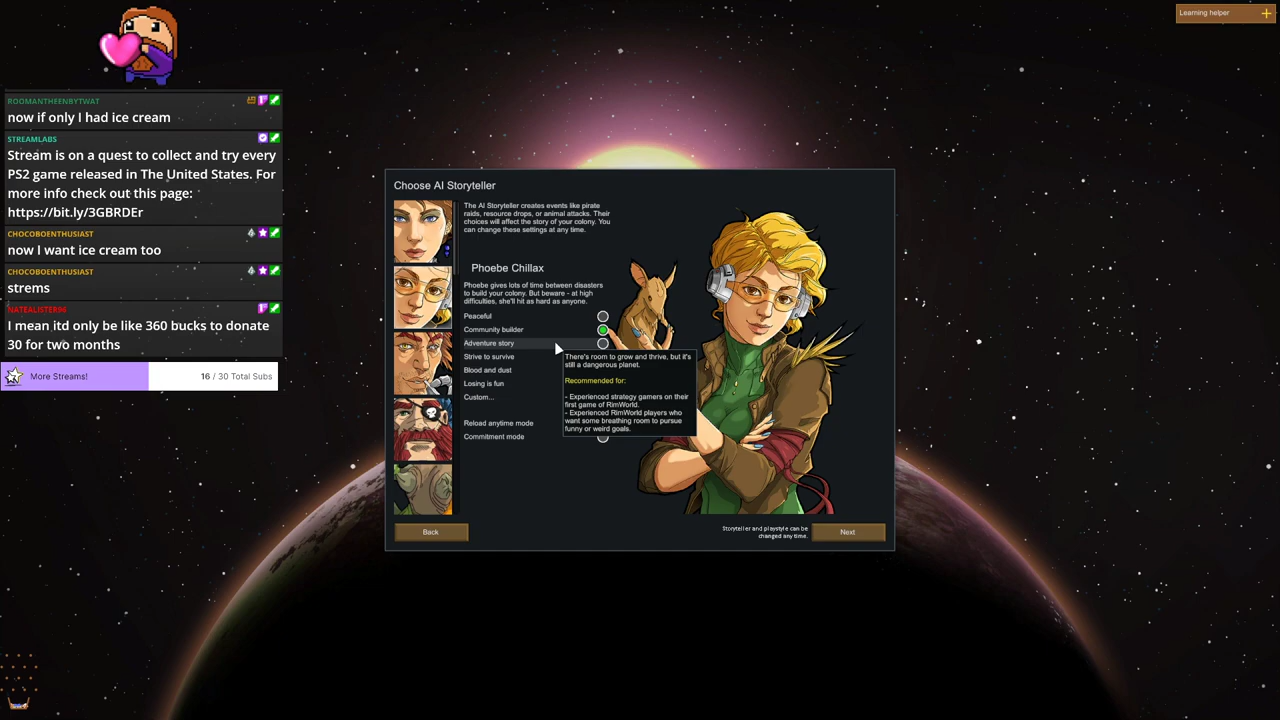 Learning helper
ROOMANTHEENBYTWAT
now if only I had ice cream
STREAMLABS
Stream is on a quest to collect and try every
PS2 game released in The United States. For
more info check out this page:
https://bit.ly/3GBRDEr
CHOCOBOENTHUSIAST
now I want ice cream too
CHOCOBOENTHUSIAST
strems
NATEALISTER96
I mean itd only be like 360 bucks to donate
30 for two months
More Streams!
16 / 30 Total Subs
Choose AI Storyteller
The AI Storyteller creates events like pirate
raids, resource drops, or animal attacks. Their
choices will affect the story of your colony. You
can change these settings at any time.
Phoebe Chillax
Phoebe gives lots of time between disasters
to build your colony. But beware - at high
difficulties, she'll hit as hard as anyone.
Peaceful
Community builder
Adventure story
Strive to survive
Blood and dust
Losing is fun
Custom...
Reload anytime mode
Commitment mode
There's room to grow and thrive, but it's
still a dangerous planet.
Recommended for:
- Experienced strategy gamers on their
first game of RimWorld.
- Experienced RimWorld players who
want some breathing room to pursue
funny or weird goals.
Back
Storyteller and playstyle can be
changed any time.
Next